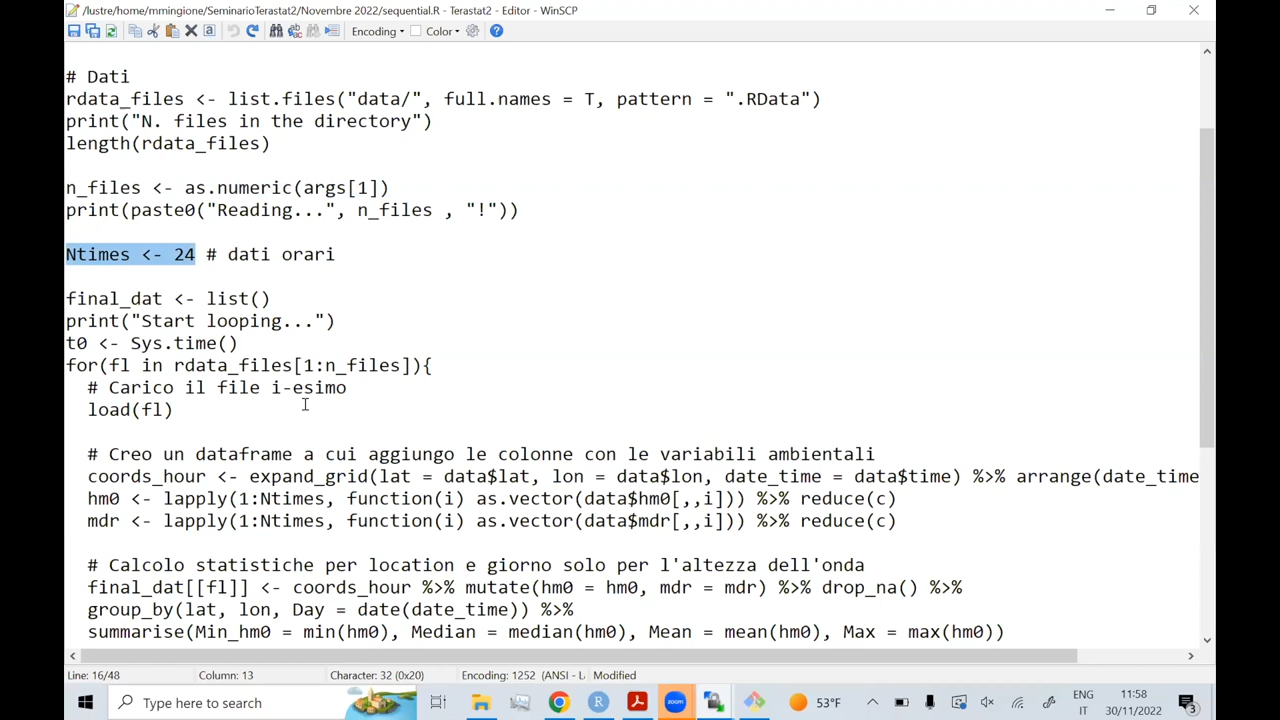 /lustre/home/mmingione/SeminarioTerastat2/Novembre 2022/sequential.R - Terastat2 - Editor - WinSCP
Encoding Color
# Dati
rdata_files <- list.files("data/", full.names = T, pattern = ".RData")
print("N. files in the directory")
length(rdata_files)
n_files <- as.numeric(args[1])
print(paste0("Reading...", n_files , "!"))
Ntimes <- 24 # dati orari
final_dat <- list()
print("Start looping...")
t0 <- Sys.time()
for(fl in rdata_files[1:n_files]){
# Carico il file i-esimo
load(fl)
# Creo un dataframe a cui aggiungo le colonne con le variabili ambientali
coords_hour <- expand_grid(lat = data$lat, lon = data$lon, date_time = data$time) %>% arrange(date_time
hm0 <- lapply(1:Ntimes, function(i) as.vector(data$hm0[,,i])) %>% reduce(c)
mdr <- lapply(1:Ntimes, function(i) as.vector(data$mdr[,,i])) %>% reduce(c)
# Calcolo statistiche per location e giorno solo per l'altezza dell'onda
final_dat[[fl]] <- coords_hour %>% mutate(hm0 = hm0, mdr = mdr) %>% drop_na() %>%
group_by(lat, lon, Day = date(date_time)) %>%
summarise(Min_hm0 = min(hm0), Median = median(hm0), Mean = mean(hm0), Max = max(hm0))
Line: 16/48 Column: 13 Character: 32 (0x20) Encoding: 1252 (ANSI - L Modified
Type here to search zoom 53°F ENG 11:58
IT 30/11/2022 3